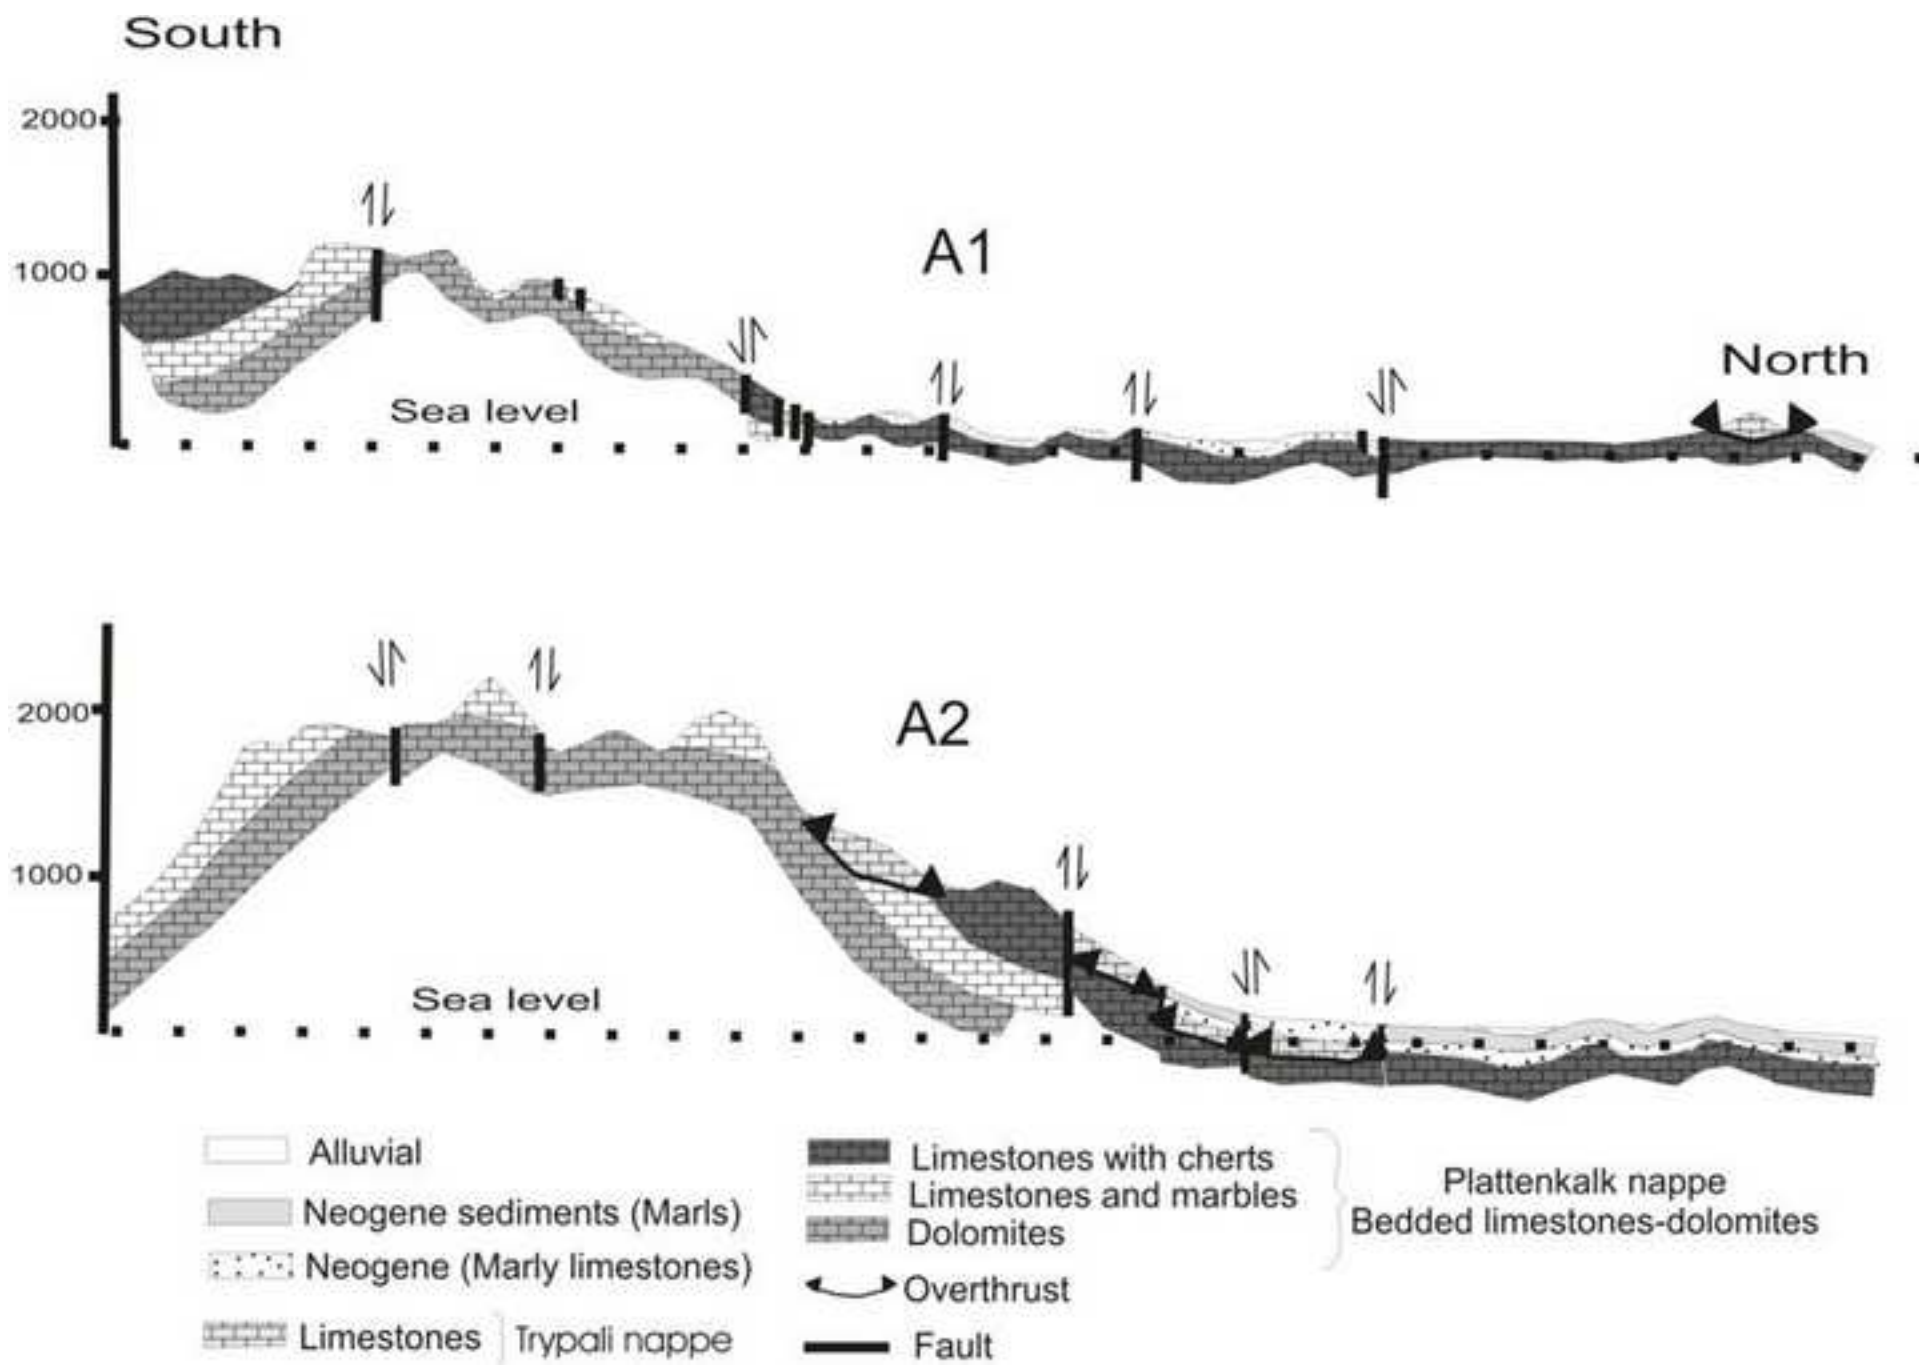 South
2000
1000
A1
Sea level
North
2000
1000
A2
Sea level
Alluvial
Neogene sediments (Marls)
Neogene (Marly limestones)
Limestones
Trypali nappe
Limestones with cherts
Limestones and marbles
Dolomites
Plattenkalk nappe
Bedded limestones-dolomites
Overthrust
Fault